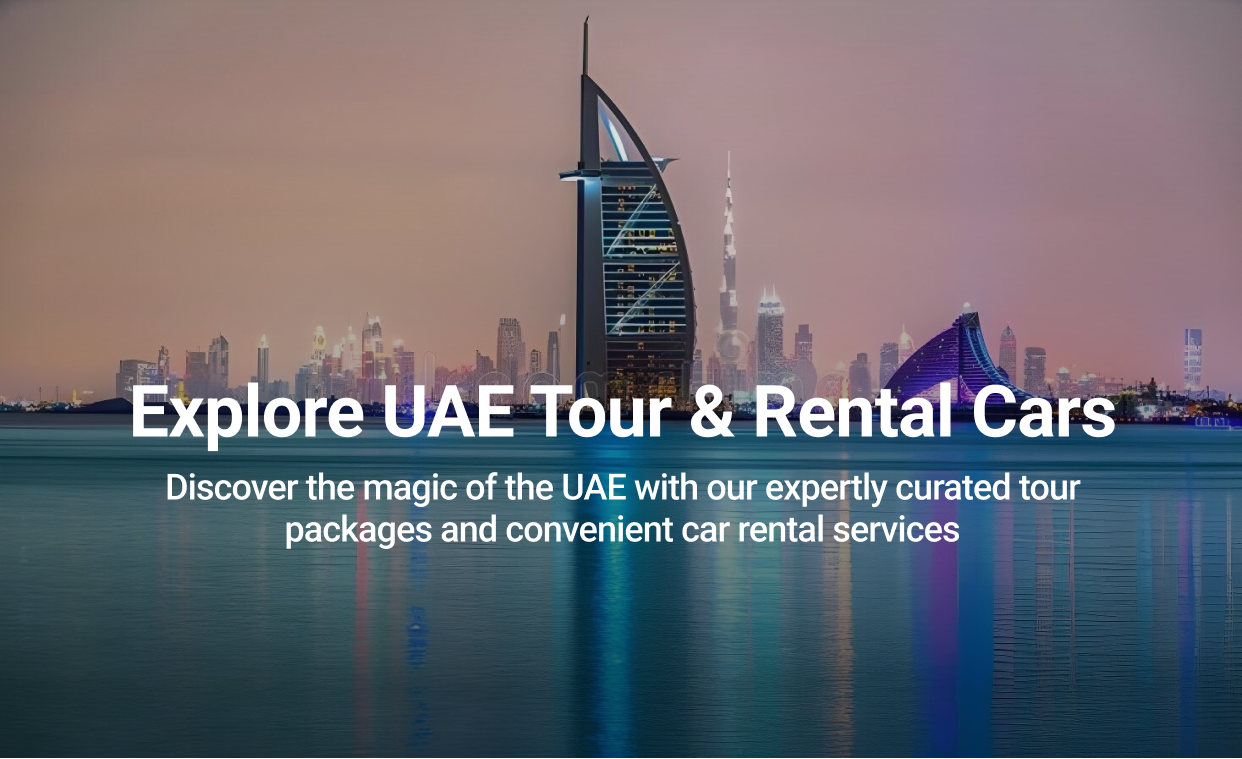 Explore UAE Tour & Rental Cars
Discover the magic of the UAE with our expertly curated tour
packages and convenient car rental services